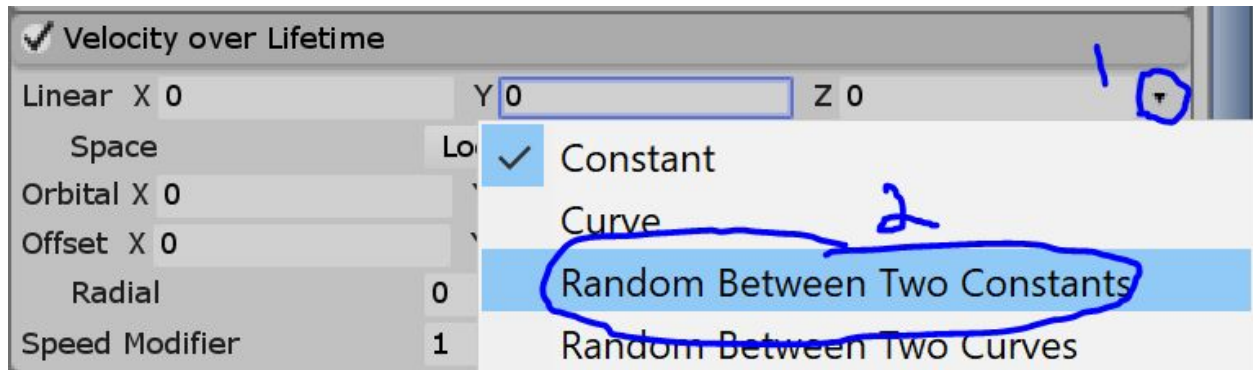 Velocity over Lifetime
1
Linear X 0 Y 0 Z 0
Space
Constant
Orbital X 0
Curve
2
Offset X 0
Random Between Two Constants
Radial 0
Speed Modifier 1
Random Between Two Curves